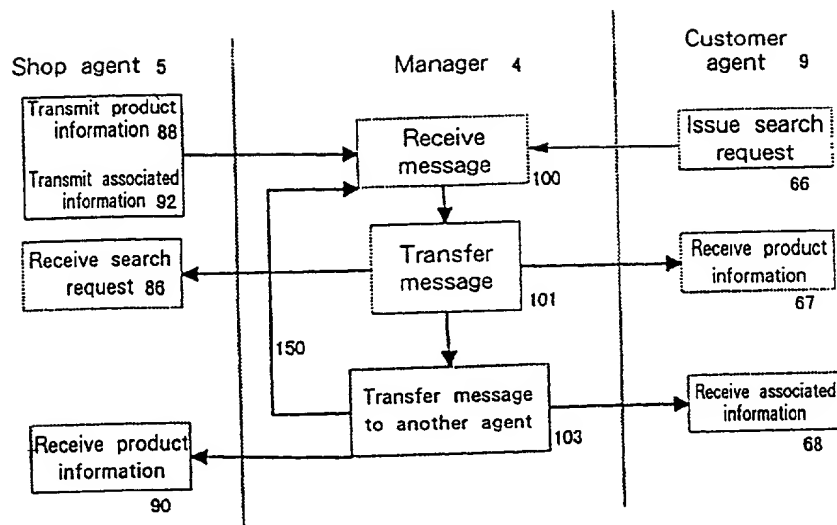 Shop agent 5
Manager 4
Customer
agent 9
Transmit product
information 88
Transmit associated
information 92
Receive
message
100
Issue search
request
66
Receive search
request 86
Transfer
message
101
Receive product
information
67
150
Transfer message
to another agent
103
Receive associated
information
68
Receive product
information
90